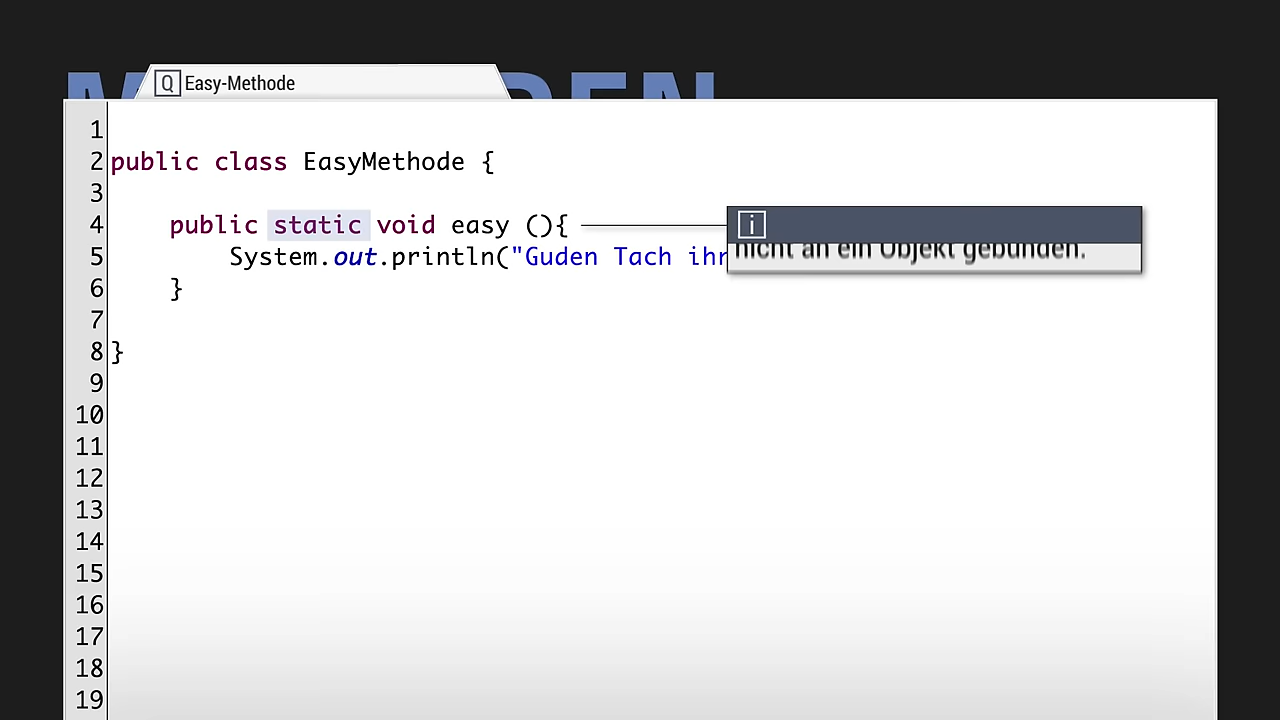 Q Easy-Methode
1
2 public class EasyMethode {
3
4 public static void easy (){
i
5 System.out.println("Guden Tach ihr
nicht an ein Objekt gebunden.
6 }
7
8 }
9
10
11
12
13
14
15
16
17
18
19